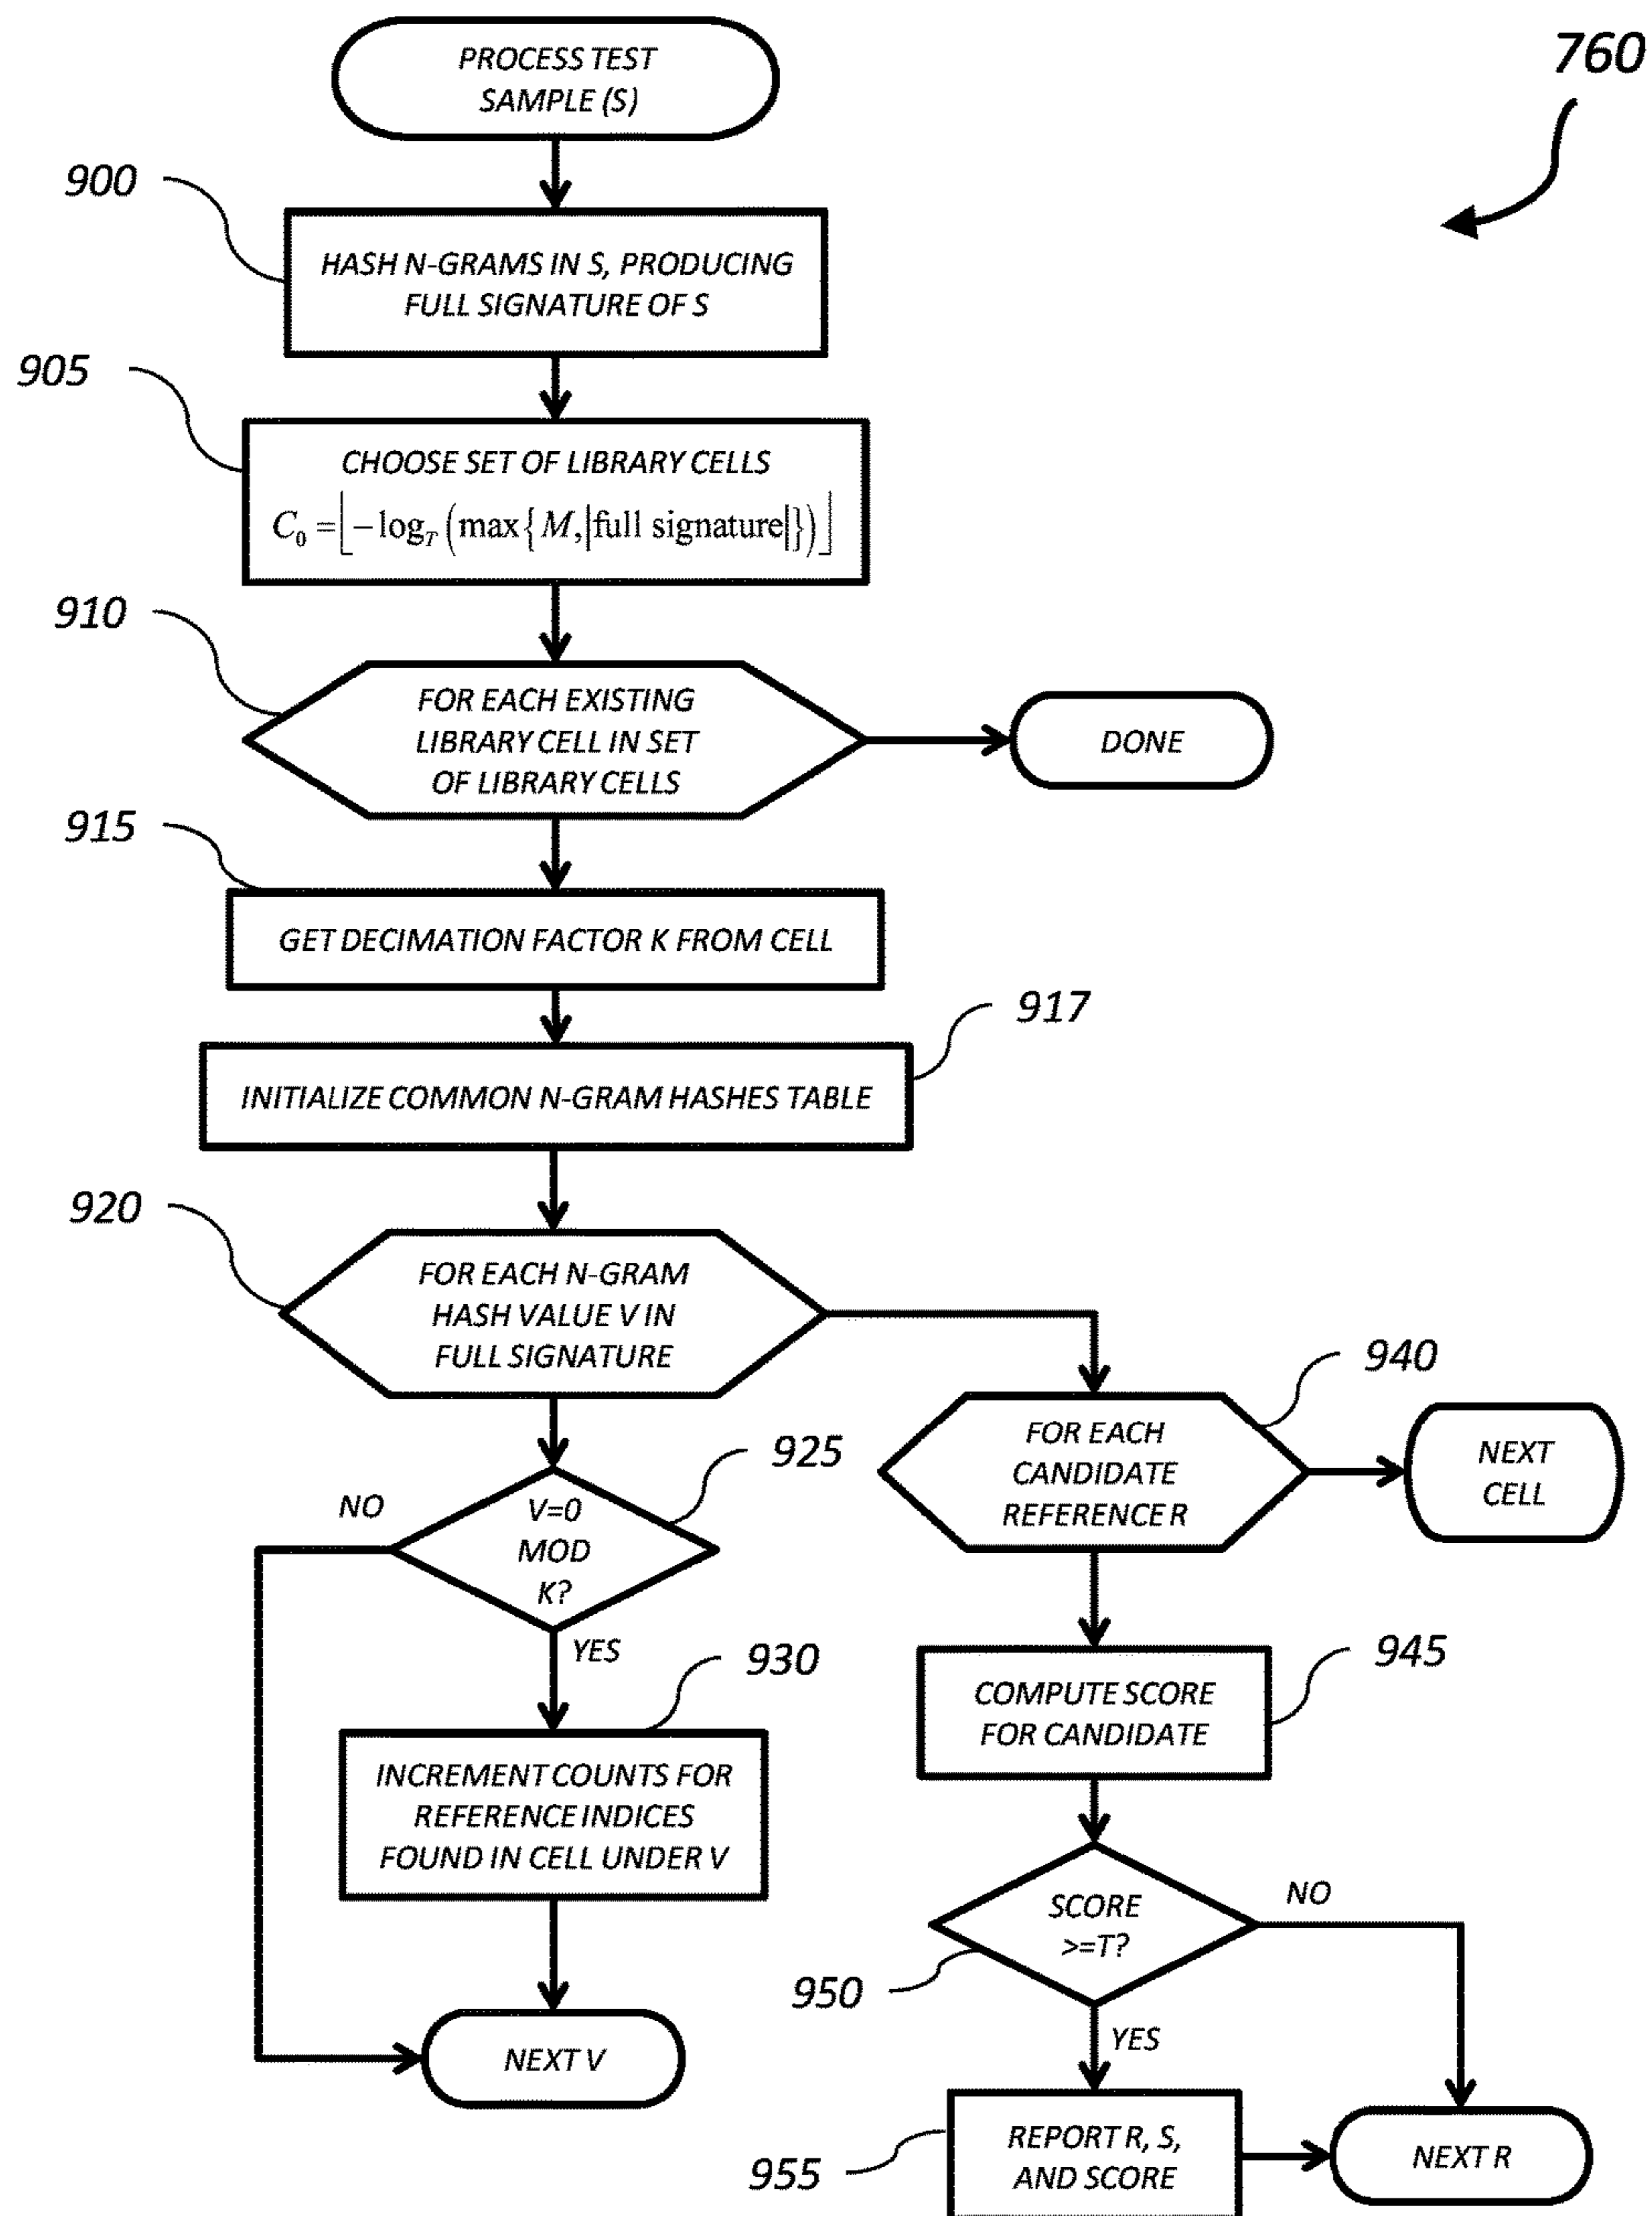 760
PROCESS TEST
SAMPLE (S)
900
HASH N-GRAMS IN S, PRODUCING
FULL SIGNATURE OF S
905
CHOOSE SET OF LIBRARY CELLS
C₀ = ⌊−log_T (max{M,|full signature|})⌋
910
FOR EACH EXISTING
LIBRARY CELL IN SET
OF LIBRARY CELLS
DONE
915
GET DECIMATION FACTOR K FROM CELL
917
INITIALIZE COMMON N-GRAM HASHES TABLE
920
FOR EACH N-GRAM
HASH VALUE V IN
FULL SIGNATURE
925
NO
V=0
MOD
K?
YES
930
INCREMENT COUNTS FOR
REFERENCE INDICES
FOUND IN CELL UNDER V
NEXT V
940
FOR EACH
CANDIDATE
REFERENCE R
NEXT
CELL
945
COMPUTE SCORE
FOR CANDIDATE
950
SCORE
>=T?
NO
YES
955
REPORT R, S,
AND SCORE
NEXT R